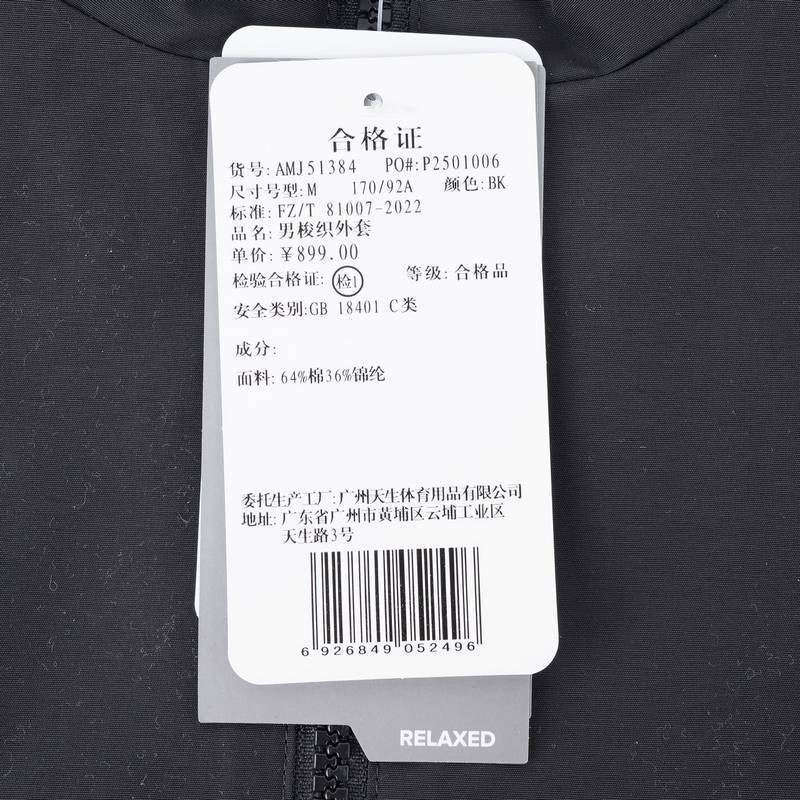 合格证
货号: AMJ51384 PO#:P2501006
尺寸号型:M 170/92A 颜色:BK
标准: FZ/T 81007-2022
品名: 男梭织外套
单价: ¥899.00
检验合格证: 检1 等级: 合格品
安全类别:GB 18401 C类
成分:
面料: 64%棉36%锦纶
委托生产工厂:广州天生体育用品有限公司
地址: 广东省广州市黄埔区云埔工业区
天生路3号
6 926849 052496
RELAXED